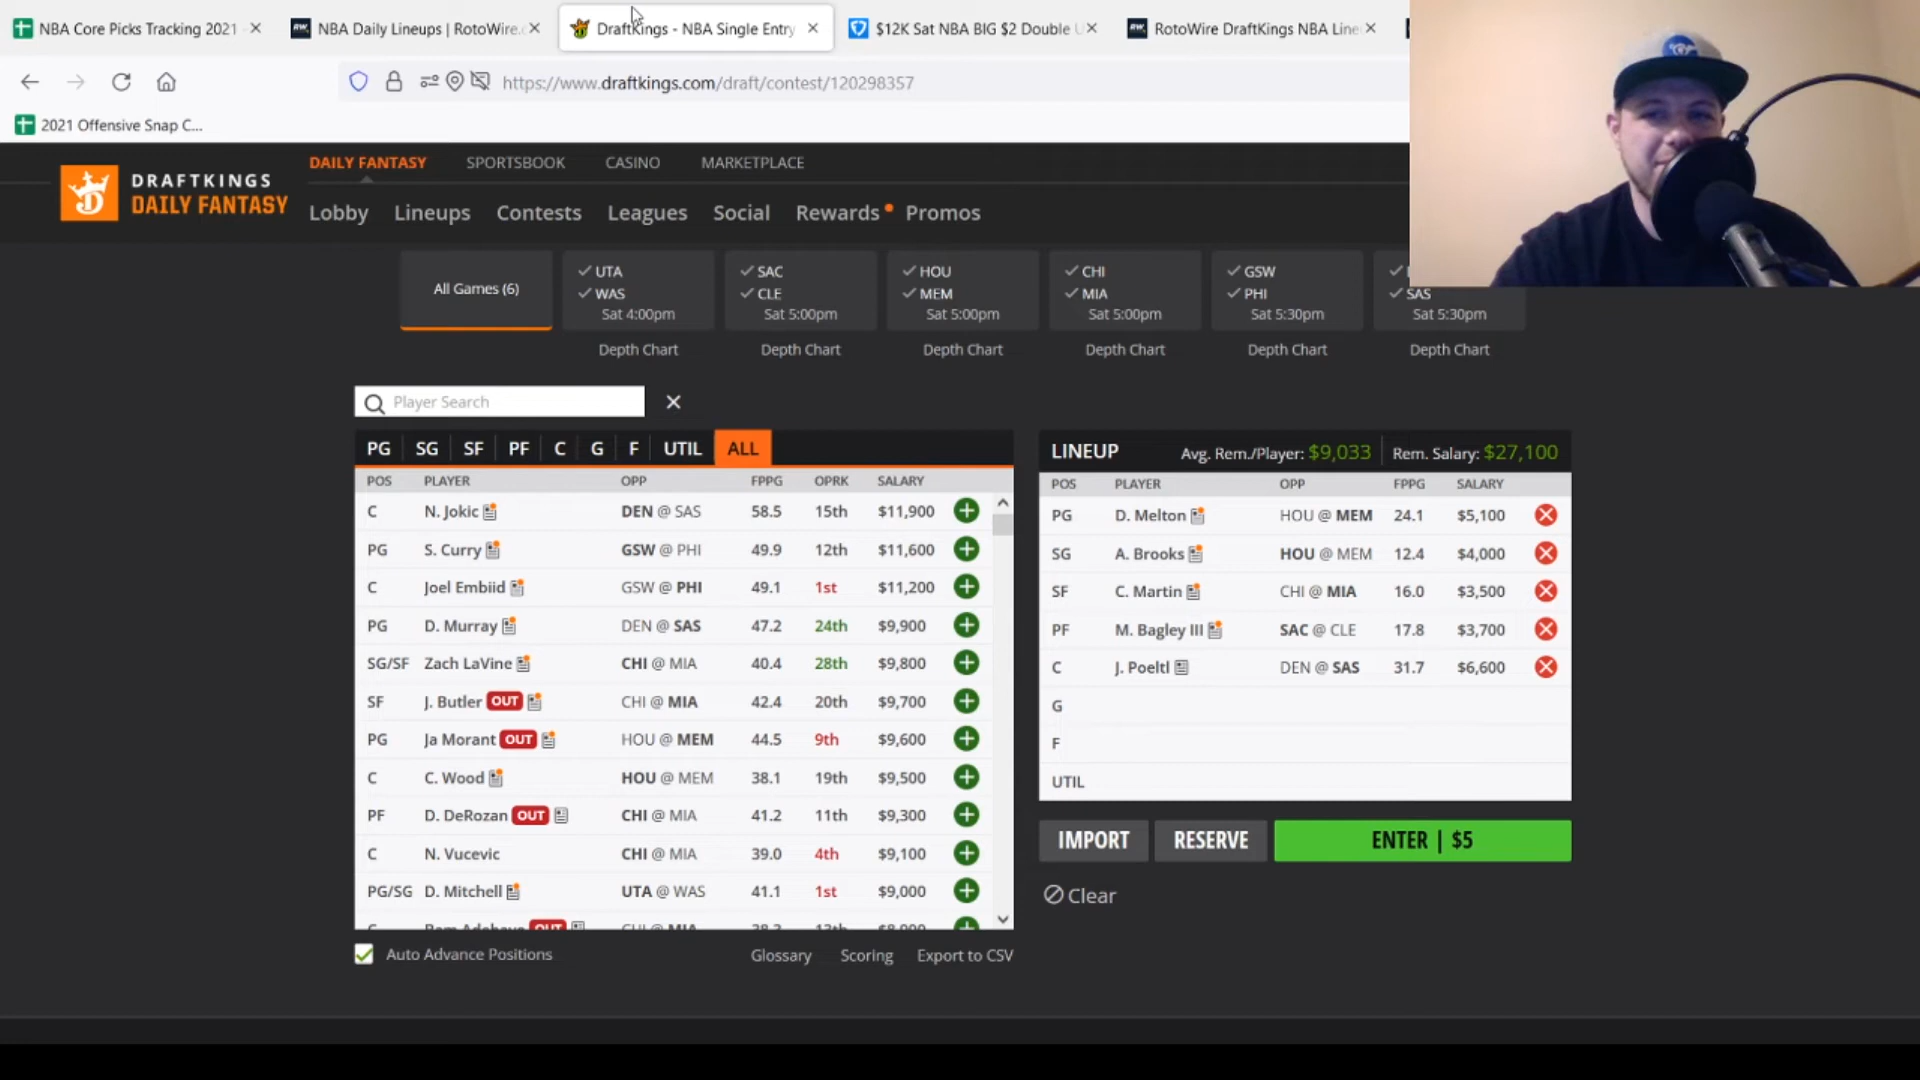 NBA Core Picks Tracking 2021 -
NBA Daily Lineups | RotoWire.c
DraftKings - NBA Single Entry
$12K Sat NBA BIG $2 Double U
RotoWire DraftKings NBA Line
https://www.draftkings.com/draft/contest/120298357
2021 Offensive Snap C...
DAILY FANTASY SPORTSBOOK CASINO MARKETPLACE
DRAFTKINGS
DAILY FANTASY
Lobby Lineups Contests Leagues Social Rewards Promos
All Games (6)
UTA
WAS
Sat 4:00pm
SAC
CLE
Sat 5:00pm
HOU
MEM
Sat 5:00pm
CHI
MIA
Sat 5:00pm
GSW
PHI
Sat 5:30pm
SAS
Sat 5:30pm
Depth Chart Depth Chart Depth Chart Depth Chart Depth Chart Depth Chart
Player Search
PG SG SF PF C G F UTIL ALL
POS PLAYER OPP FPPG OPRK SALARY
C N. Jokic DEN @ SAS 58.5 15th $11,900
PG S. Curry GSW @ PHI 49.9 12th $11,600
C Joel Embiid GSW @ PHI 49.1 1st $11,200
PG D. Murray DEN @ SAS 47.2 24th $9,900
SG/SF Zach LaVine CHI @ MIA 40.4 28th $9,800
SF J. Butler OUT CHI @ MIA 42.4 20th $9,700
PG Ja Morant OUT HOU @ MEM 44.5 9th $9,600
C C. Wood HOU @ MEM 38.1 19th $9,500
PF D. DeRozan OUT CHI @ MIA 41.2 11th $9,300
C N. Vucevic CHI @ MIA 39.0 4th $9,100
PG/SG D. Mitchell UTA @ WAS 41.1 1st $9,000
LINEUP Avg. Rem./Player: $9,033 Rem. Salary: $27,100
POS PLAYER OPP FPPG SALARY
PG D. Melton HOU @ MEM 24.1 $5,100
SG A. Brooks HOU @ MEM 12.4 $4,000
SF C. Martin CHI @ MIA 16.0 $3,500
PF M. Bagley III SAC @ CLE 17.8 $3,700
C J. Poeltl DEN @ SAS 31.7 $6,600
G
F
UTIL
IMPORT RESERVE ENTER | $5
Clear
Auto Advance Positions
Glossary Scoring Export to CSV